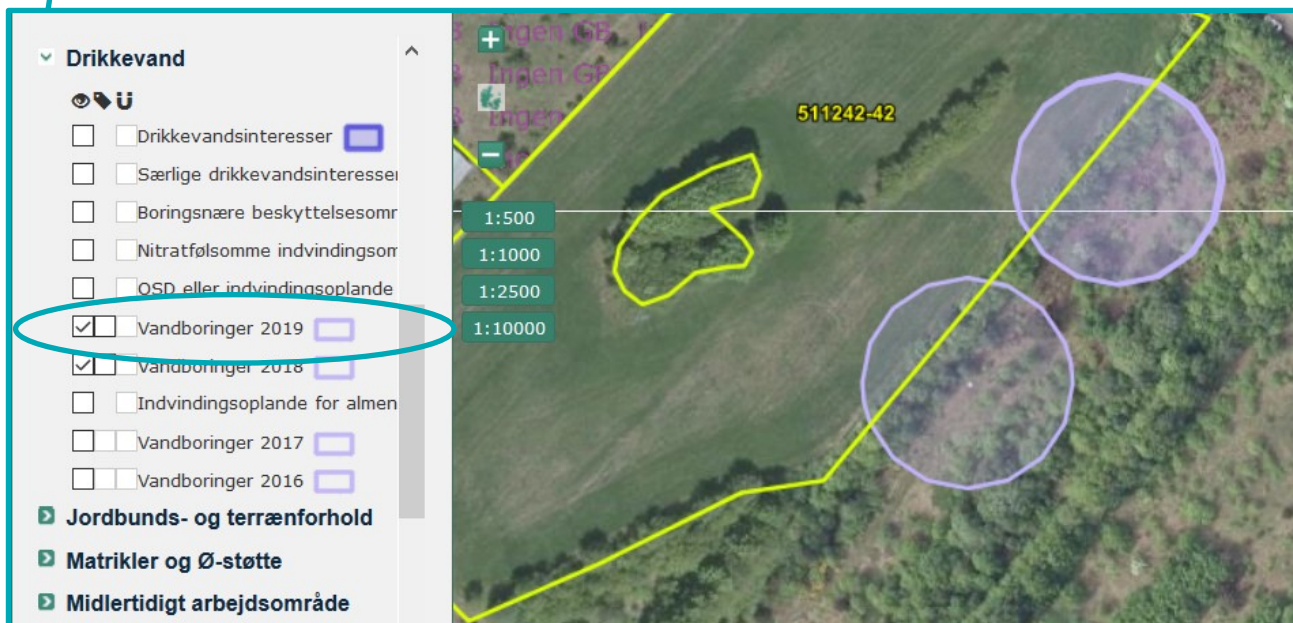 Drikkevand
Drikkevandsinteresser
Særlige drikkevandsinteresser
Boringsnære beskyttelsesomr
Nitratfølsomme indvindingsom
OSD eller indvindingsoplande
Vandboringer 2019
Vandboringer 2018
Indvindingsoplande for almen
Vandboringer 2017
Vandboringer 2016
Jordbunds- og terrænforhold
Matrikler og Ø-støtte
Midlertidigt arbejdsområde
Ingen GB
Ingen GB
Ingen
511242-42
1:500
1:1000
1:2500
1:10000